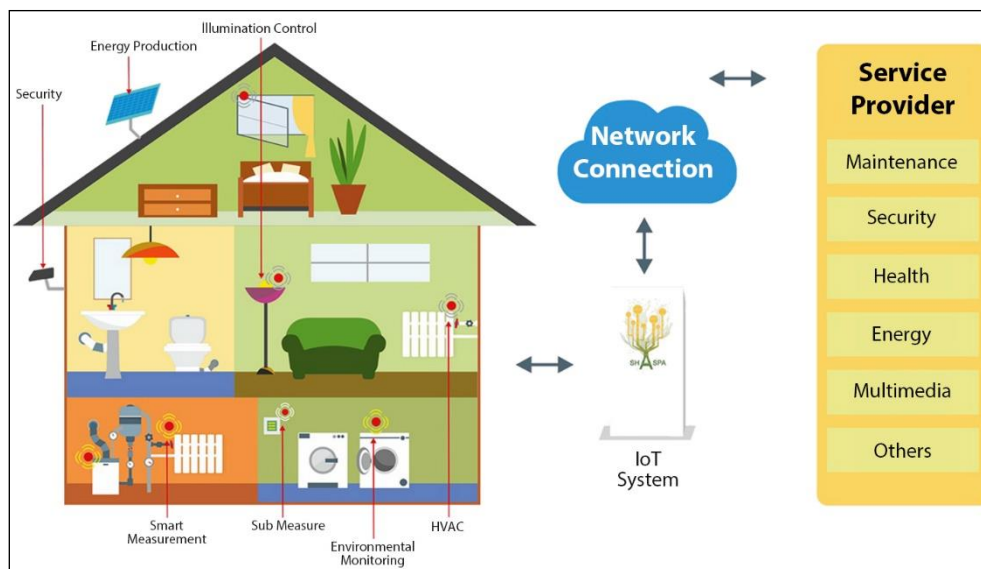 Illumination Control
Energy Production
Security
Network
Connection
Service
Provider
Maintenance
Security
Health
Energy
Multimedia
Others
SHASPA
IoT
System
Smart
Measurement
Sub Measure
Environmental
Monitoring
HVAC